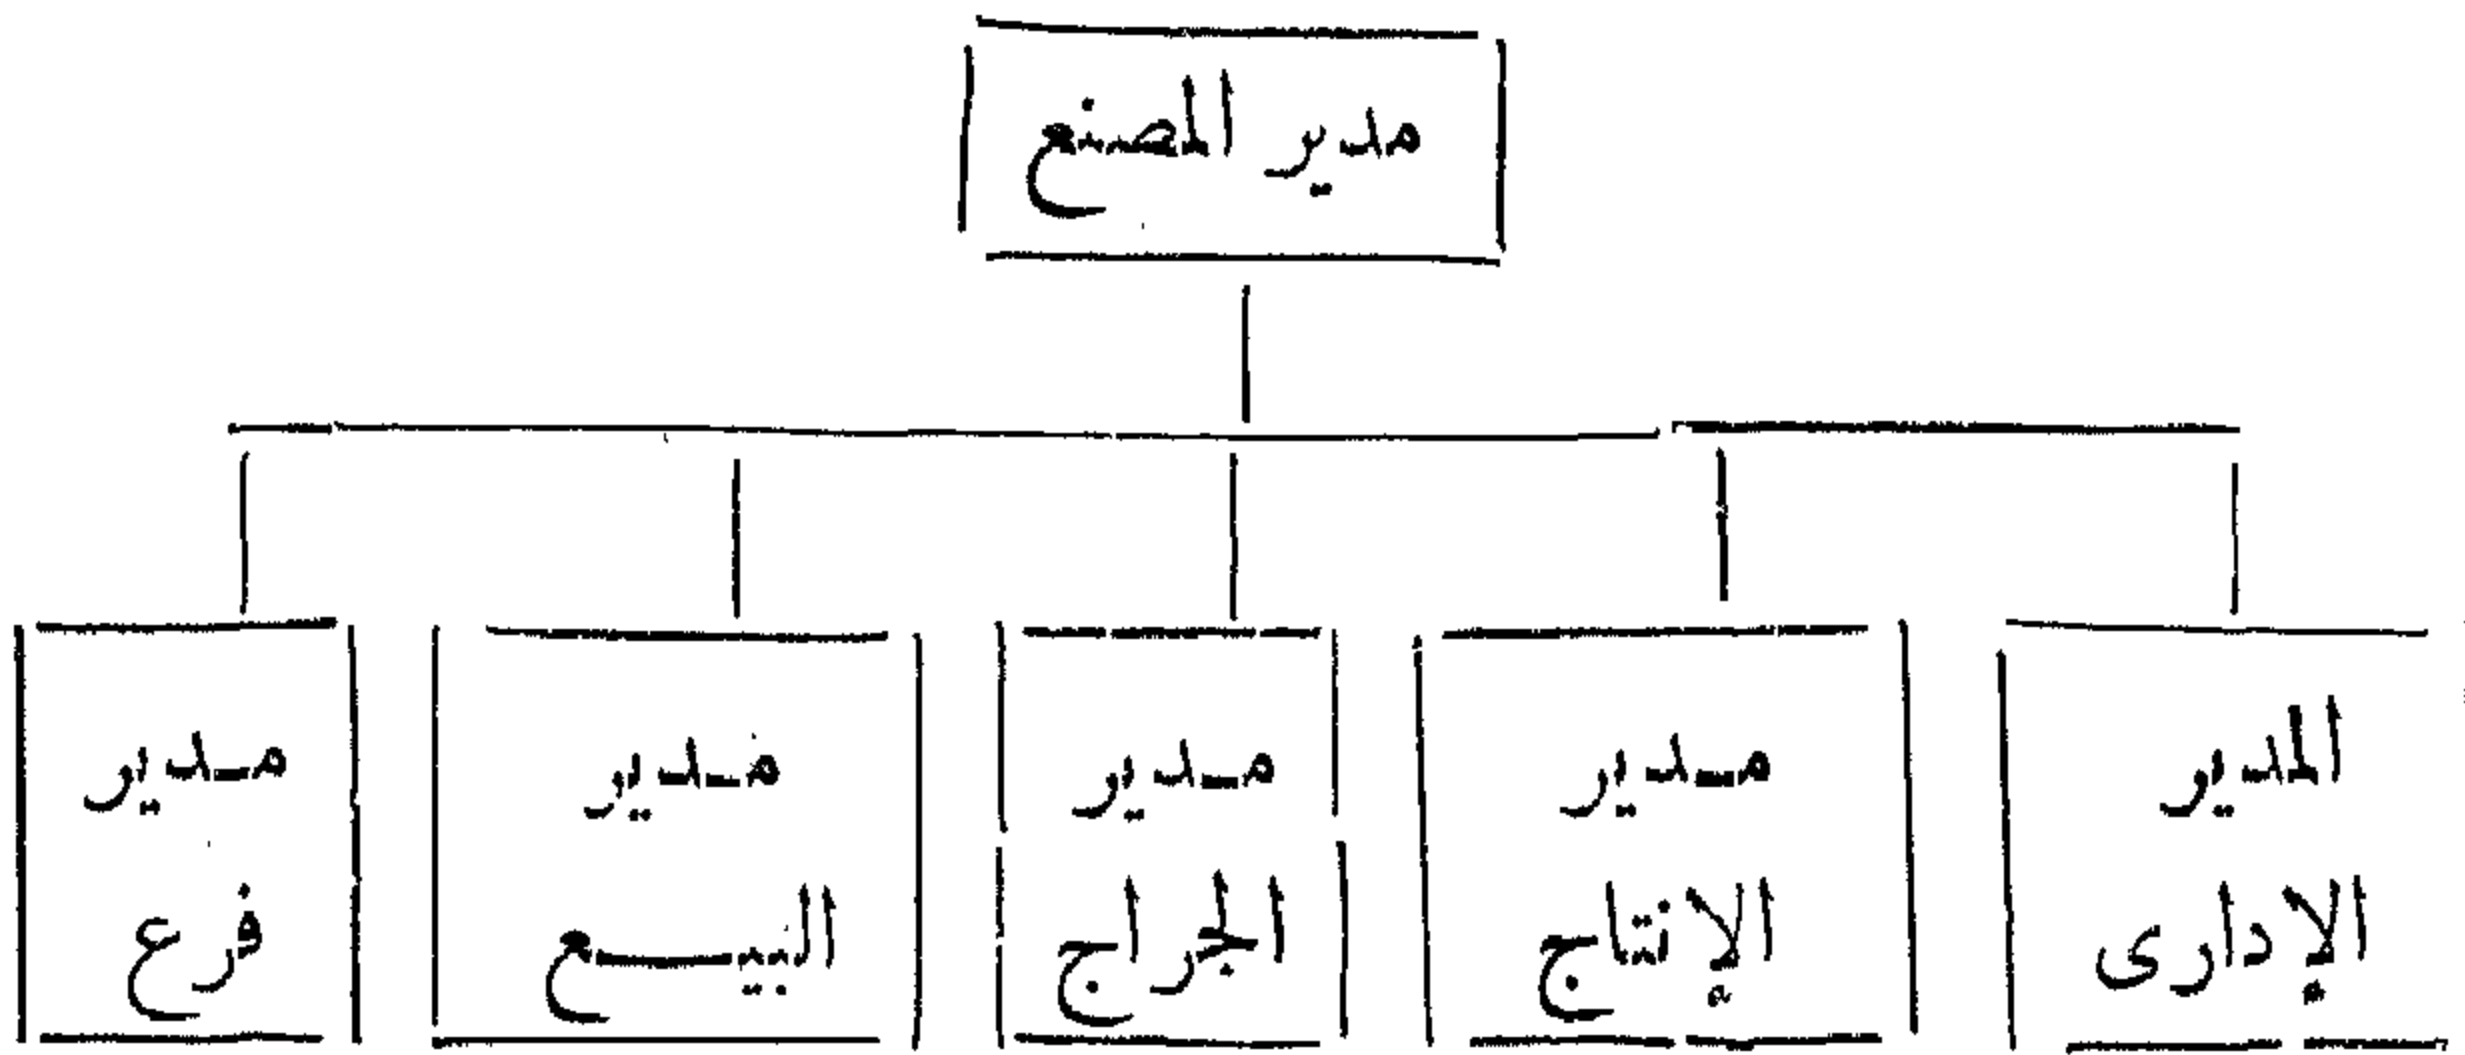 مدير المصنع
المدير
الإدارى
مدير
الإنتاج
مدير
الجراج
مدير
البيع
مدير
فرع